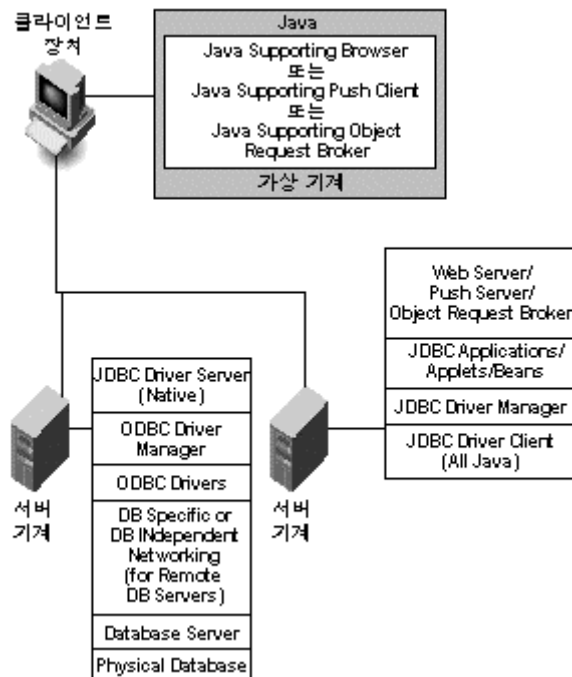 클라이언트
장치
Java
Java Supporting Browser
또는
Java Supporting Push Client
또는
Java Supporting Object
Request Broker
가상 기계
Web Server/
Push Server/
Object Request Broker
JDBC Applications/
Applets/Beans
JDBC Driver Manager
JDBC Driver Client
(All Java)
서버
기계
JDBC Driver Server
(Native)
ODBC Driver
Manager
ODBC Drivers
DB Specific or
DB INdependent
Networking
(for Remote
DB Servers)
Database Server
Physical Database
서버
기계